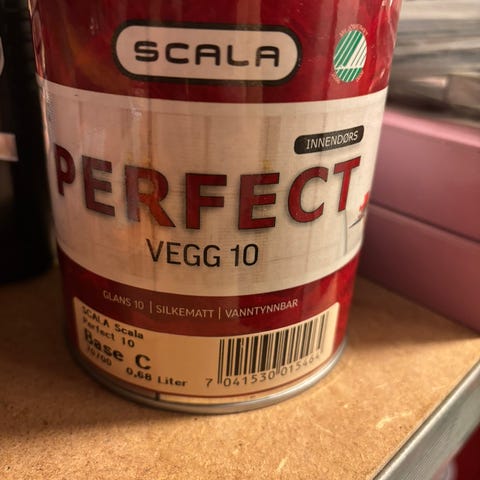 SCALA
INNENDØRS
PERFECT
VEGG 10
GLANS 10 | SILKEMATT | VANNTYNNBAR
SCALA Scala
Perfect 10
Base C
70700
0,68 Liter
7 041530 015464